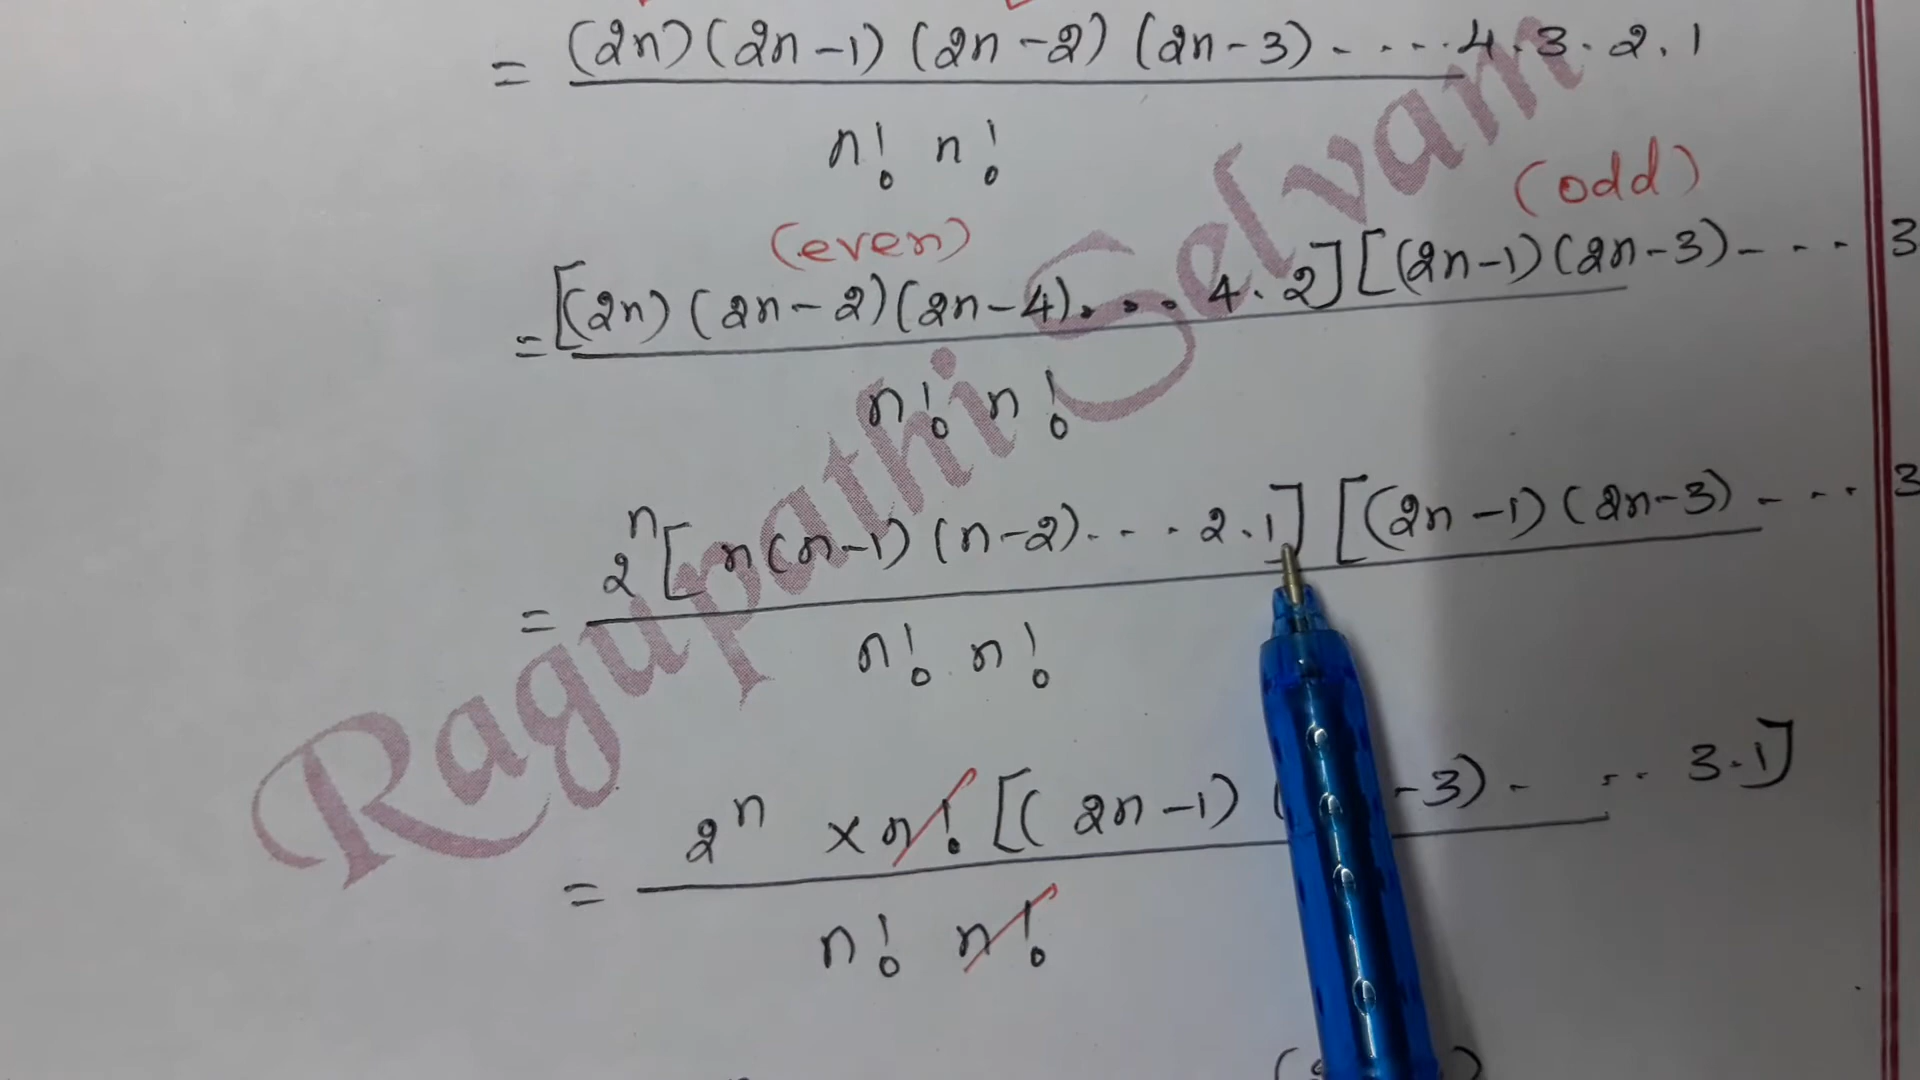 = (2n)(2n-1)(2n-2)(2n-3)-....4.3.2.1
n! n!
(even) (odd)
= [(2n)(2n-2)(2n-4)....4.2][(2n-1)(2n-3)-...3
n! n!
= 2^n [n(n-1)(n-2)....2.1][(2n-1)(2n-3)-...3
n! n!
= 2^n × n! [(2n-1)( -3)-...3.1]
n! n!
Ragupathi Selvam